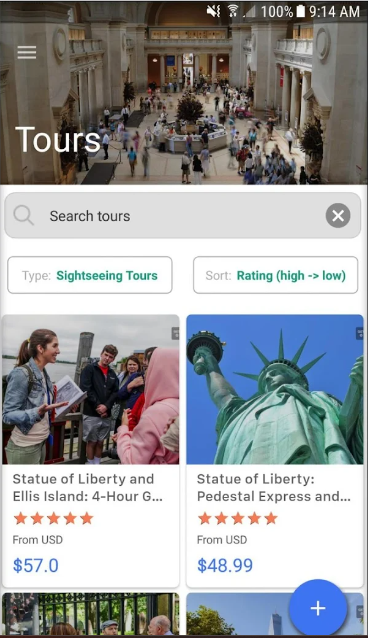 100% 9:14 AM
Tours
Search tours
Type: Sightseeing Tours
Sort: Rating (high -> low)
Statue of Liberty and
Ellis Island: 4-Hour G...
From USD
$57.0
Statue of Liberty:
Pedestal Express and...
From USD
$48.99
+